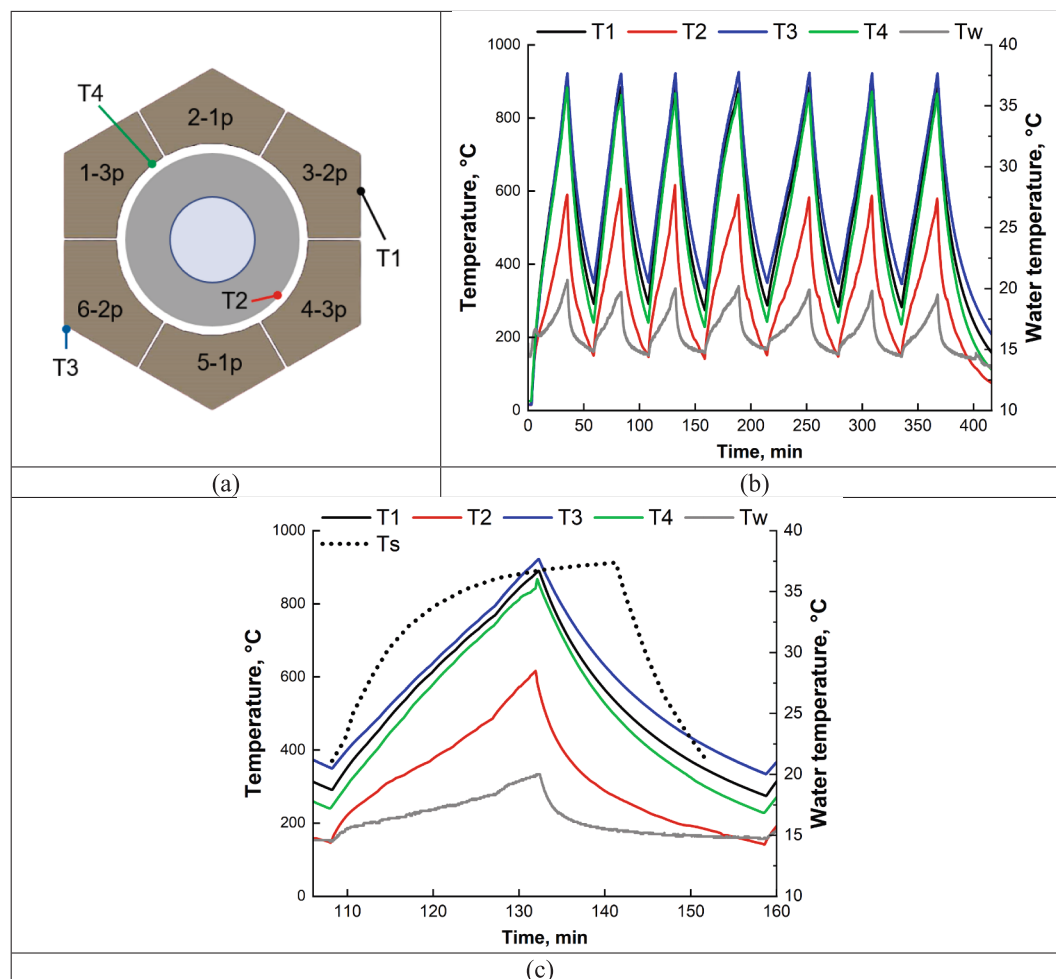 T4
2-1p
1-3p
3-2p
T1
T2
6-2p
4-3p
T3
5-1p
(a)
T1 T2 T3 T4 Tw
1000
800
600
400
200
0
Temperature, °C
40
35
30
25
20
15
10
Water temperature, °C
0 50 100 150 200 250 300 350 400
Time, min
(b)
T1 T2 T3 T4 Tw
Ts
1000
800
600
400
200
0
Temperature, °C
40
35
30
25
20
15
10
Water temperature, °C
110 120 130 140 150 160
Time, min
(c)